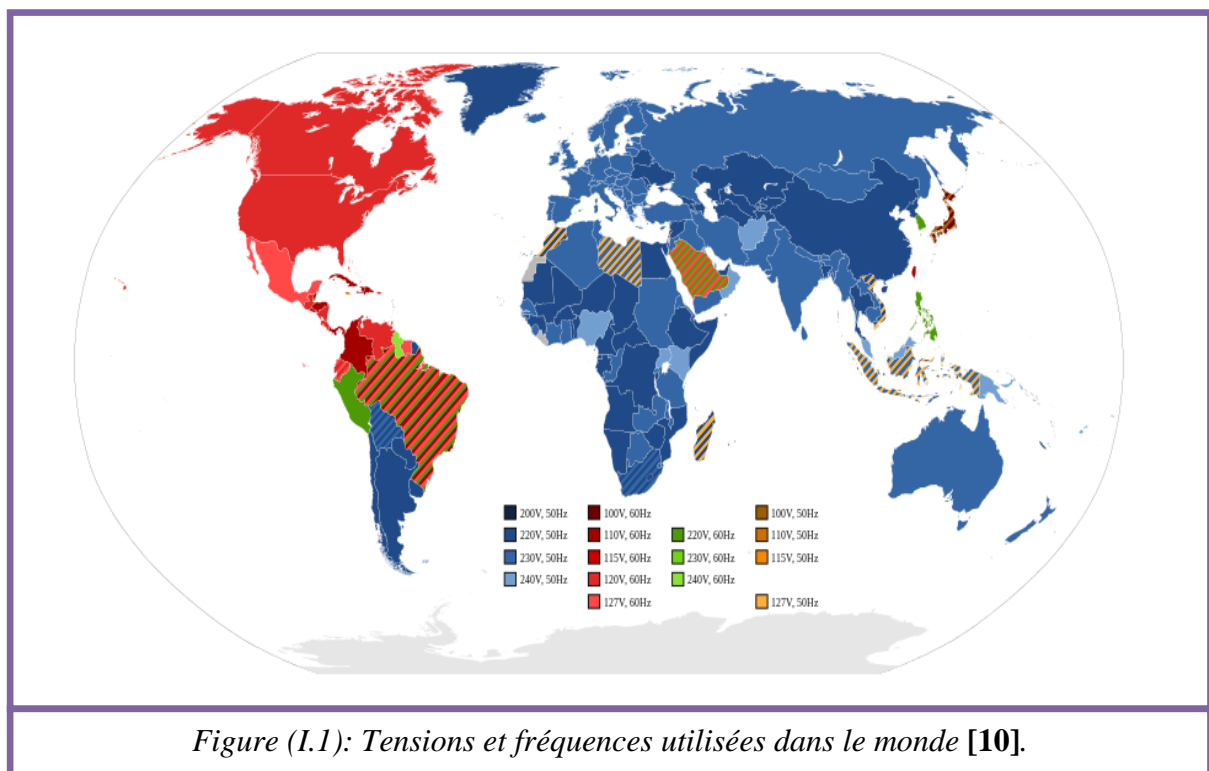 200V, 50Hz 100V, 60Hz 100V, 50Hz
220V, 50Hz 110V, 60Hz 220V, 60Hz 110V, 50Hz
230V, 50Hz 115V, 60Hz 230V, 60Hz 115V, 50Hz
240V, 50Hz 120V, 60Hz 240V, 60Hz
127V, 60Hz 127V, 50Hz
Figure (I.1): Tensions et fréquences utilisées dans le monde [10].